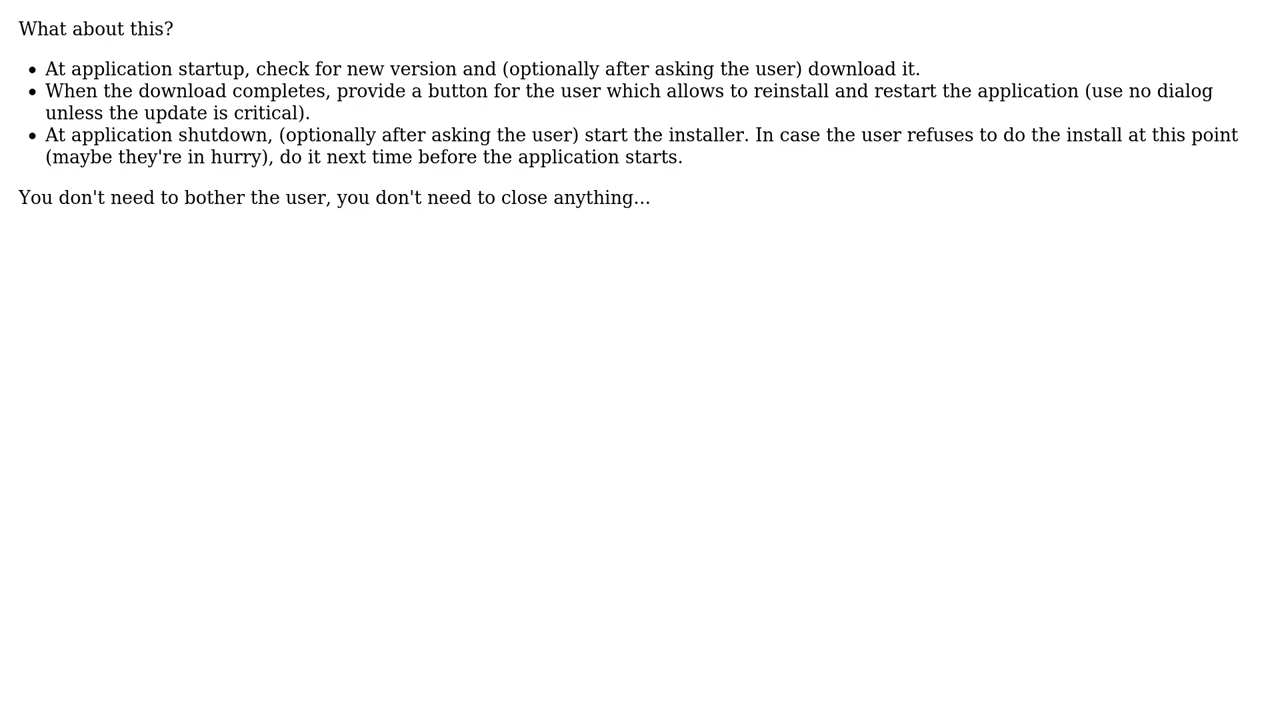 What about this?
• At application startup, check for new version and (optionally after asking the user) download it.
• When the download completes, provide a button for the user which allows to reinstall and restart the application (use no dialog
unless the update is critical).
• At application shutdown, (optionally after asking the user) start the installer. In case the user refuses to do the install at this point
(maybe they're in hurry), do it next time before the application starts.
You don't need to bother the user, you don't need to close anything...